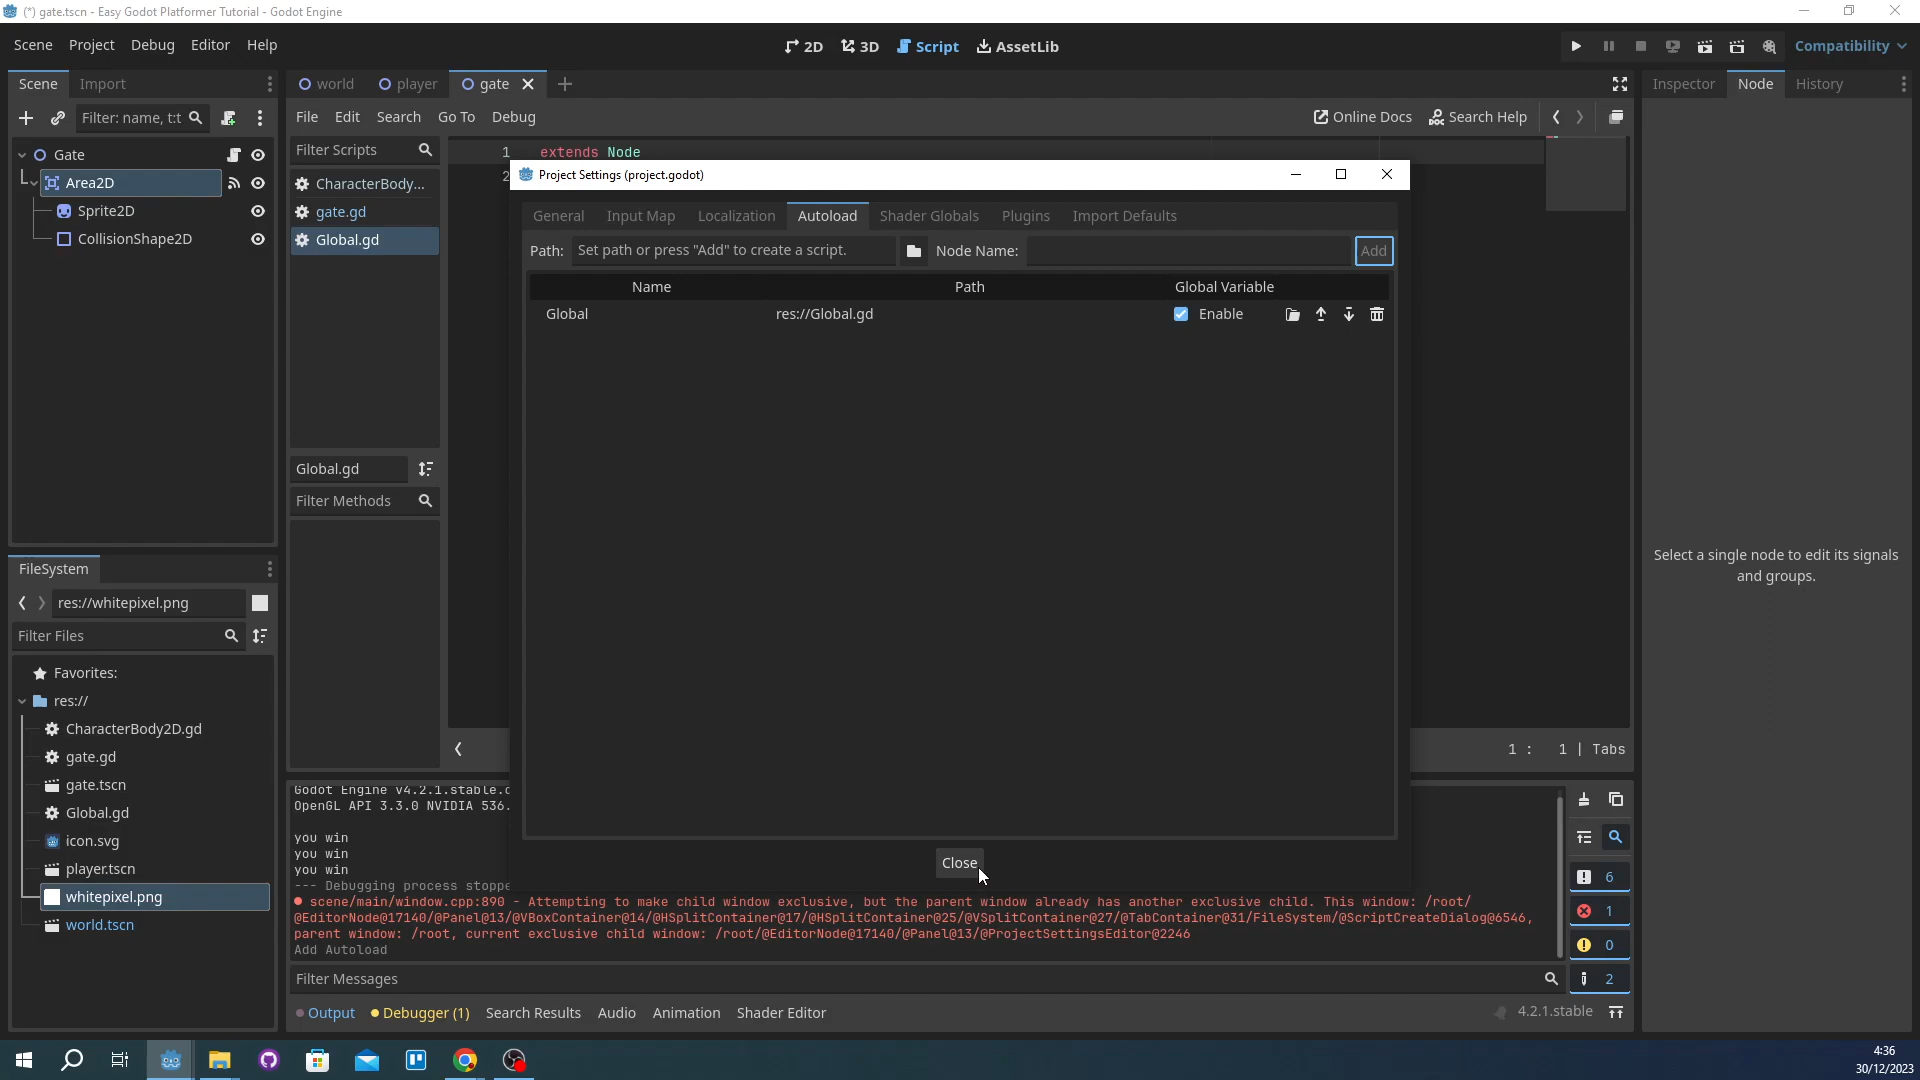 (*) gate.tscn - Easy Godot Platformer Tutorial - Godot Engine
Scene Project Debug Editor Help
2D 3D Script AssetLib
Compatibility
Scene Import
world player gate
Inspector Node History
Filter: name, t:t
File Edit Search Go To Debug
Online Docs Search Help
Gate
Area2D
Sprite2D
CollisionShape2D
Filter Scripts
CharacterBody...
gate.gd
Global.gd
1 extends Node
2
Project Settings (project.godot)
General Input Map Localization Autoload Shader Globals Plugins Import Defaults
Path: Set path or press "Add" to create a script. Node Name: Add
Name Path Global Variable
Global res://Global.gd Enable
Close
Global.gd
Filter Methods
Select a single node to edit its signals
and groups.
FileSystem
res://whitepixel.png
Filter Files
Favorites:
res://
CharacterBody2D.gd
gate.gd
gate.tscn
Global.gd
icon.svg
player.tscn
whitepixel.png
world.tscn
1 : 1 | Tabs
Godot Engine v4.2.1.stable.
OpenGL API 3.3.0 NVIDIA 536.
you win
you win
you win
--- Debugging process stoppe
scene/main/window.cpp:890 - Attempting to make child window exclusive, but the parent window already has another exclusive child. This window: /root/
@EditorNode@17140/@Panel@13/@VBoxContainer@14/@HSplitContainer@17/@HSplitContainer@25/@VSplitContainer@27/@TabContainer@31/FileSystem/@ScriptCreateDialog@6546,
parent window: /root, current exclusive child window: /root/@EditorNode@17140/@Panel@13/@ProjectSettingsEditor@2246
Add Autoload
6
1
0
2
Filter Messages
Output Debugger (1) Search Results Audio Animation Shader Editor
4.2.1.stable
4:36
30/12/2023